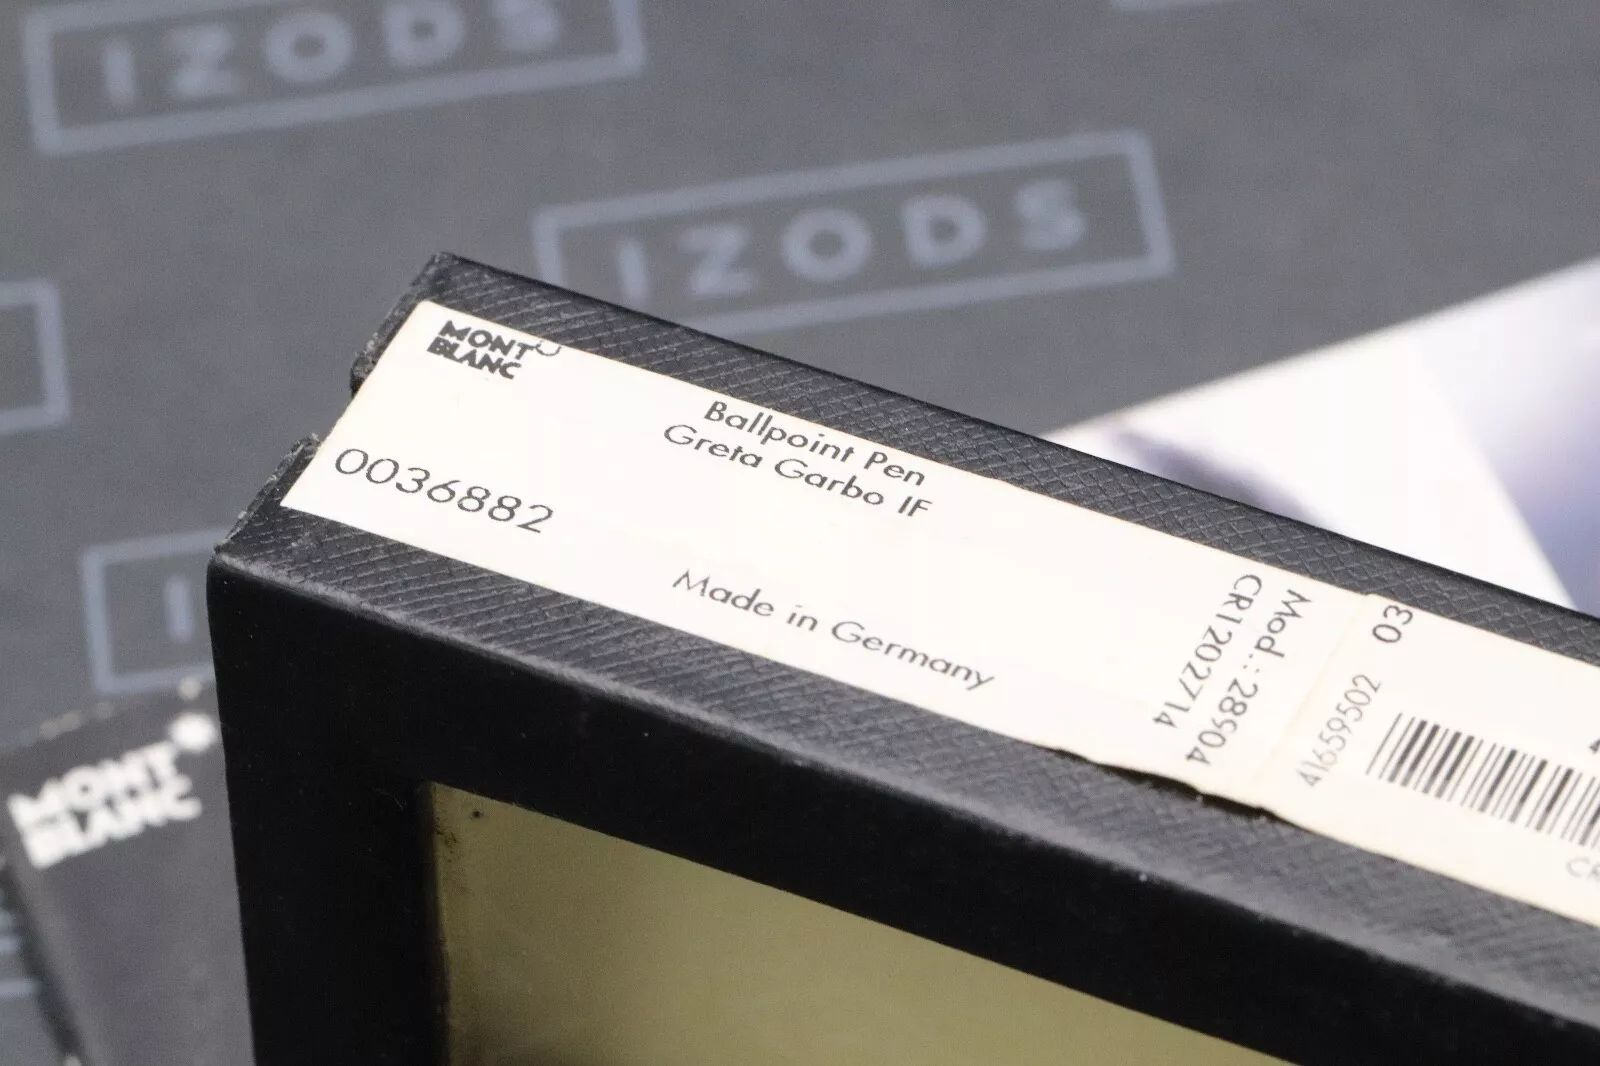 IZODS
IZODS
MONT
BLANC
Ballpoint Pen
Greta Garbo IF
0036882
Made in Germany
Mod.:28904
CR1202714
03
41659502
MONT
BLANC